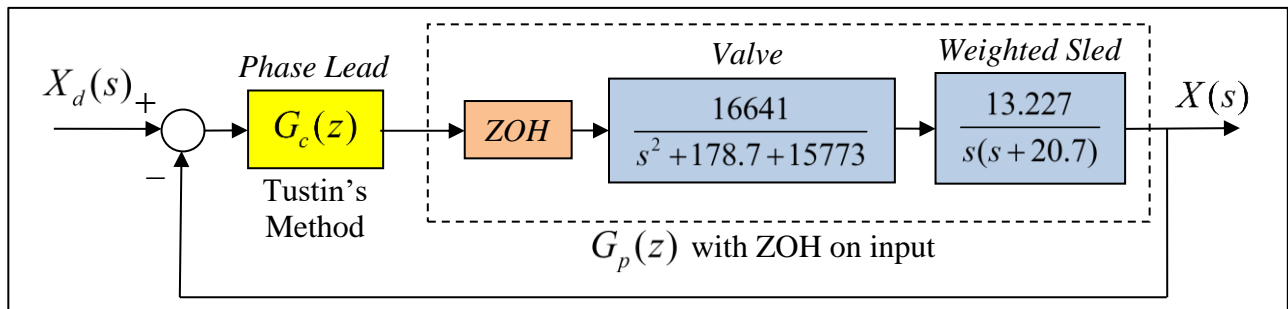 Valve
Weighted Sled
Phase Lead
X_d(s)
+
G_c(z)
ZOH
16641
s² +178.7 +15773
13.227
s(s + 20.7)
X(s)
−
Tustin’s
Method
G_p(z) with ZOH on input